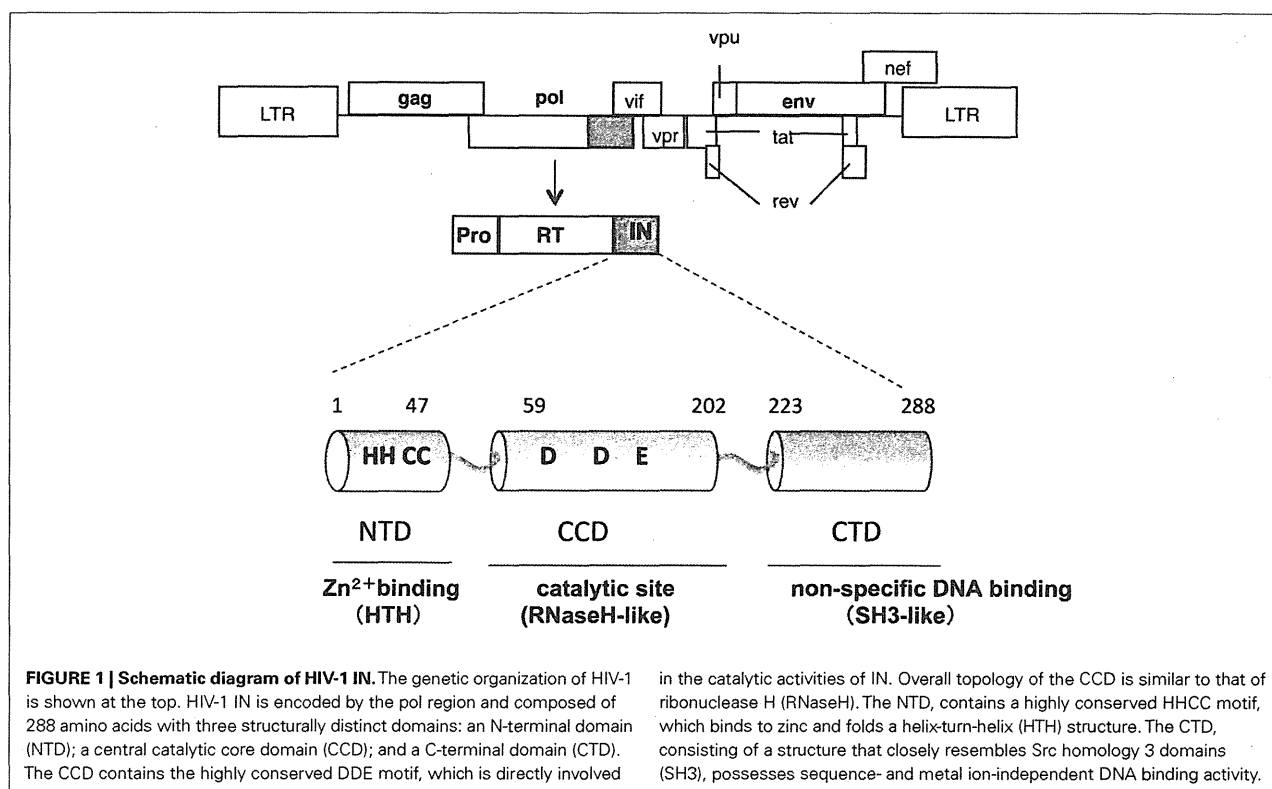 vpu
nef
gag
pol
vif
env
LTR
LTR
vpr
tat
rev
Pro
RT
IN
1
47
59
202
223
288
HH CC
D D E
NTD
CCD
CTD
Zn2+binding
(HTH)
catalytic site
(RNaseH-like)
non-specific DNA binding
(SH3-like)
FIGURE 1 | Schematic diagram of HIV-1 IN. The genetic organization of HIV-1
is shown at the top. HIV-1 IN is encoded by the pol region and composed of
288 amino acids with three structurally distinct domains: an N-terminal domain
(NTD); a central catalytic core domain (CCD); and a C-terminal domain (CTD).
The CCD contains the highly conserved DDE motif, which is directly involved
in the catalytic activities of IN. Overall topology of the CCD is similar to that of
ribonuclease H (RNaseH). The NTD, contains a highly conserved HHCC motif,
which binds to zinc and folds a helix-turn-helix (HTH) structure. The CTD,
consisting of a structure that closely resembles Src homology 3 domains
(SH3), possesses sequence- and metal ion-independent DNA binding activity.